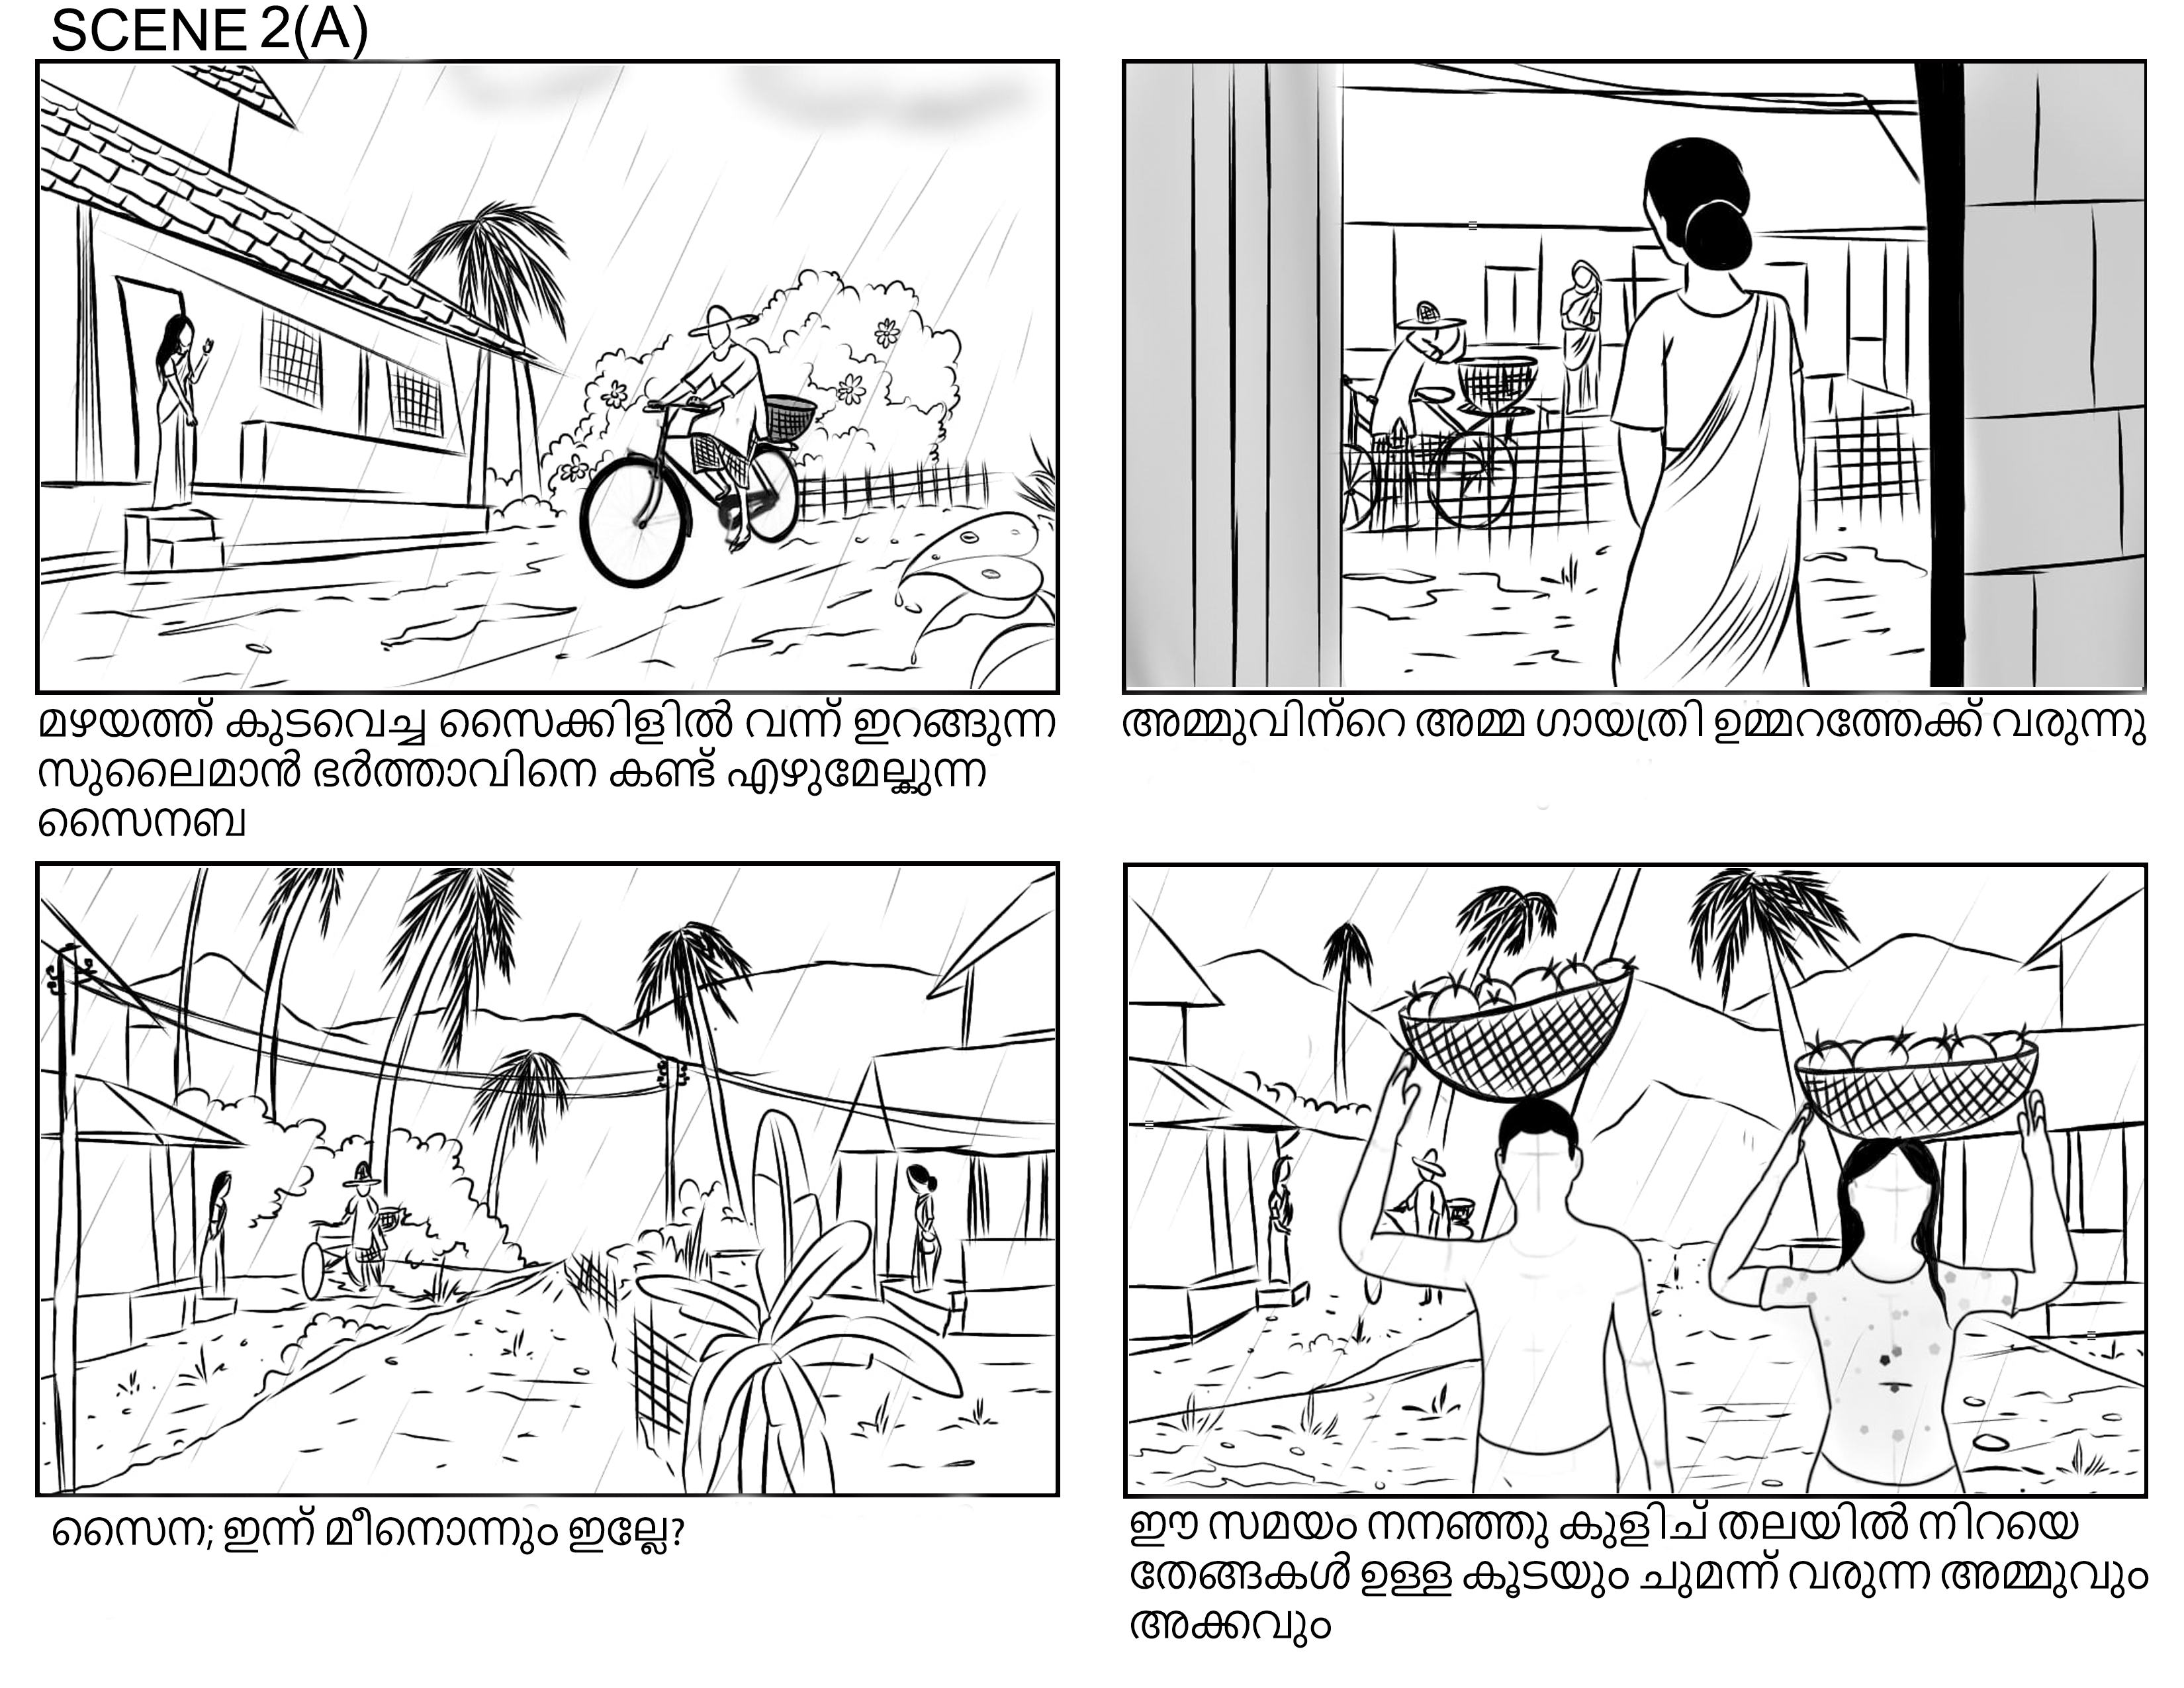 SCENE 2(A)
മഴയത്ത് കുടവെച്ച സൈക്കിളിൽ വന്ന് ഇറങ്ങുന്ന
സുലൈമാൻ ഭർത്താവിനെ കണ്ട് എഴുമേല്കുന്ന
സൈനബ
അമ്മുവിന്റെ അമ്മ ഗായത്രി ഉമ്മറത്തേക്ക് വരുന്നു
സൈന; ഇന്ന് മീനൊന്നും ഇല്ലേ?
ഈ സമയം നനഞ്ഞു കുളിച് തലയിൽ നിറയെ
തേങ്ങകൾ ഉള്ള കൂടയും ചുമന്ന് വരുന്ന അമ്മുവും
അക്കവും